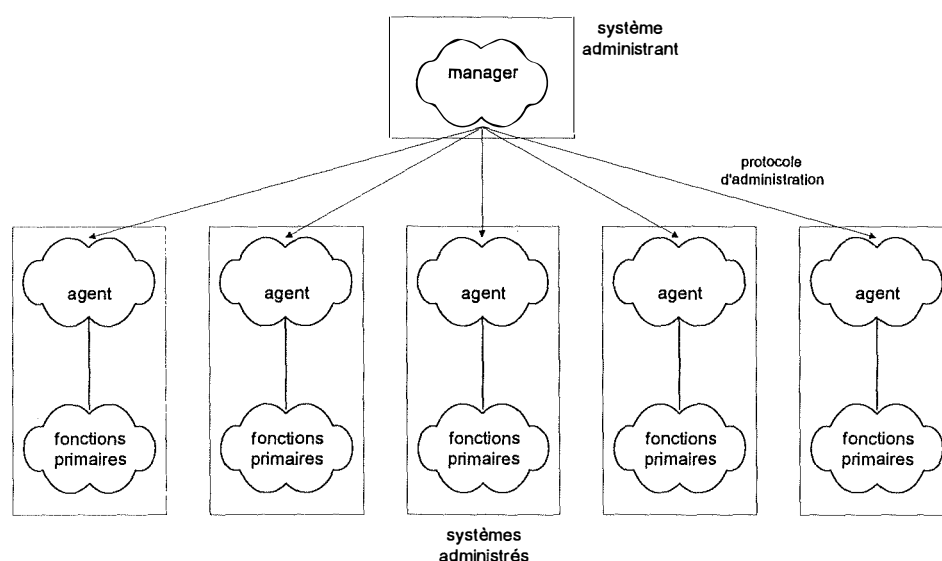 système
administrant
manager
protocole
d'administration
agent
agent
agent
agent
agent
fonctions
primaires
fonctions
primaires
fonctions
primaires
fonctions
primaires
fonctions
primaires
systèmes
administrés